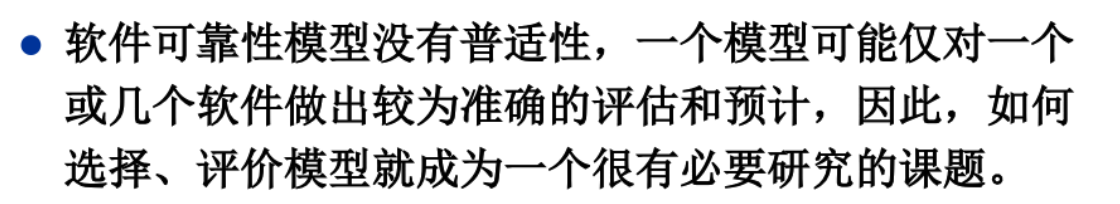 ● 软件可靠性模型没有普适性，一个模型可能仅对一个
或几个软件做出较为准确的评估和预计，因此，如何
选择、评价模型就成为一个很有必要研究的课题。